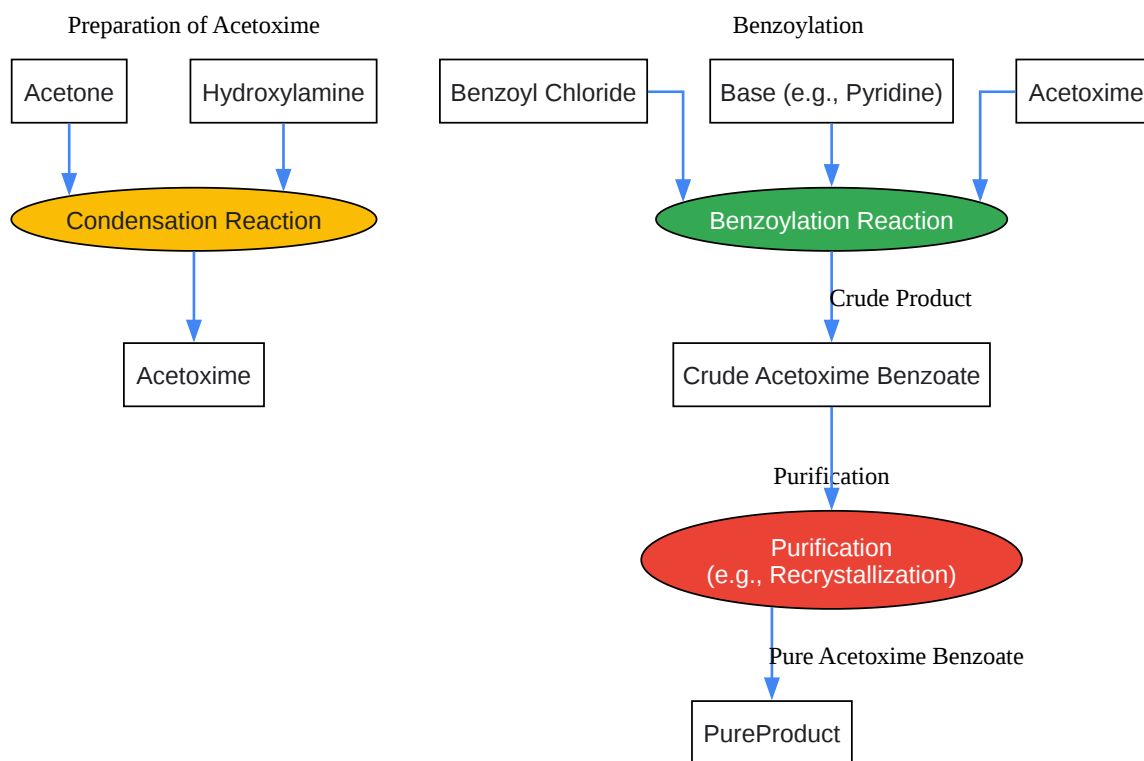 Preparation of Acetoxime
Acetone
Hydroxylamine
Condensation Reaction
Acetoxime
Benzoylation
Benzoyl Chloride
Base (e.g., Pyridine)
Acetoxime
Benzoylation Reaction
Crude Product
Crude Acetoxime Benzoate
Purification
Purification
(e.g., Recrystallization)
Pure Acetoxime Benzoate
PureProduct